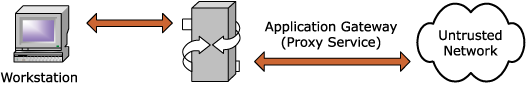 Workstation
Application Gateway
(Proxy Service)
Untrusted
Network